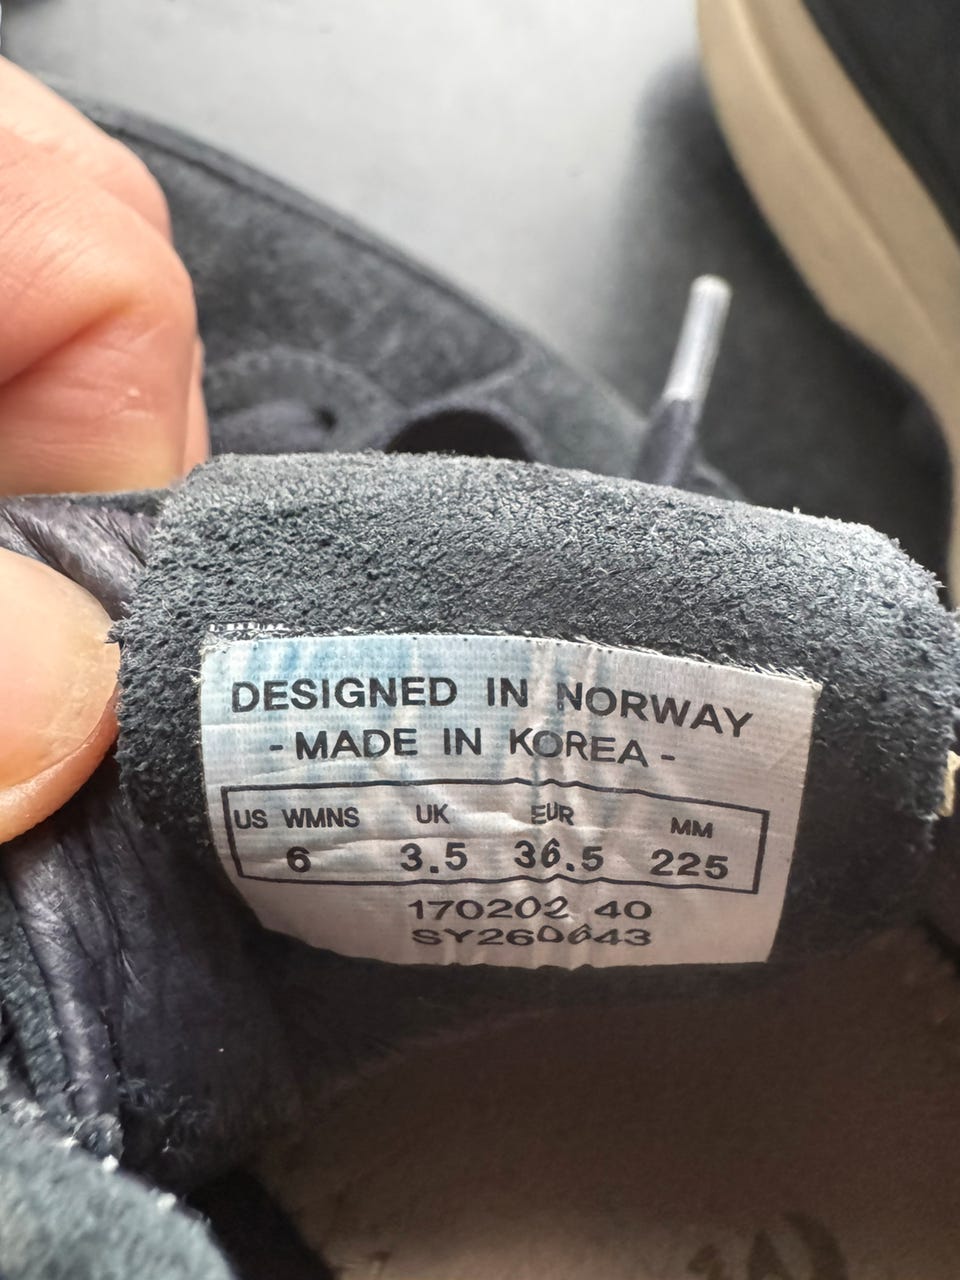 DESIGNED IN NORWAY
- MADE IN KOREA -
US WMNS UK EUR MM
6 3.5 36.5 225
170202 40
SY260643